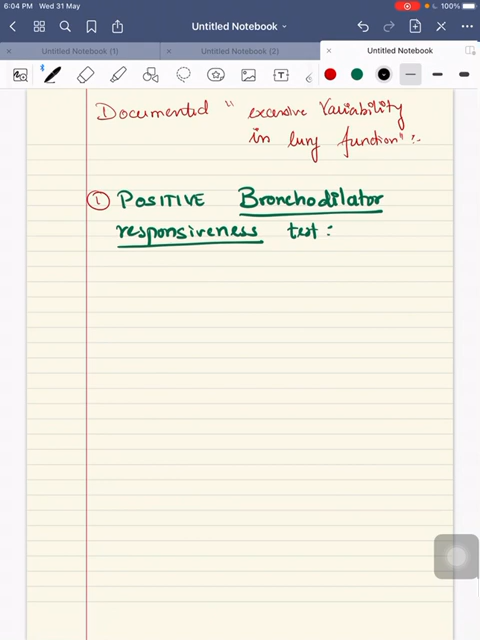 6:04 PM Wed 31 May
100%
Untitled Notebook
Untitled Notebook (1)
Untitled Notebook (2)
Untitled Notebook
Documented " excessive Variability
in lung function" :-
① POSITIVE Bronchodilator
responsiveness test :